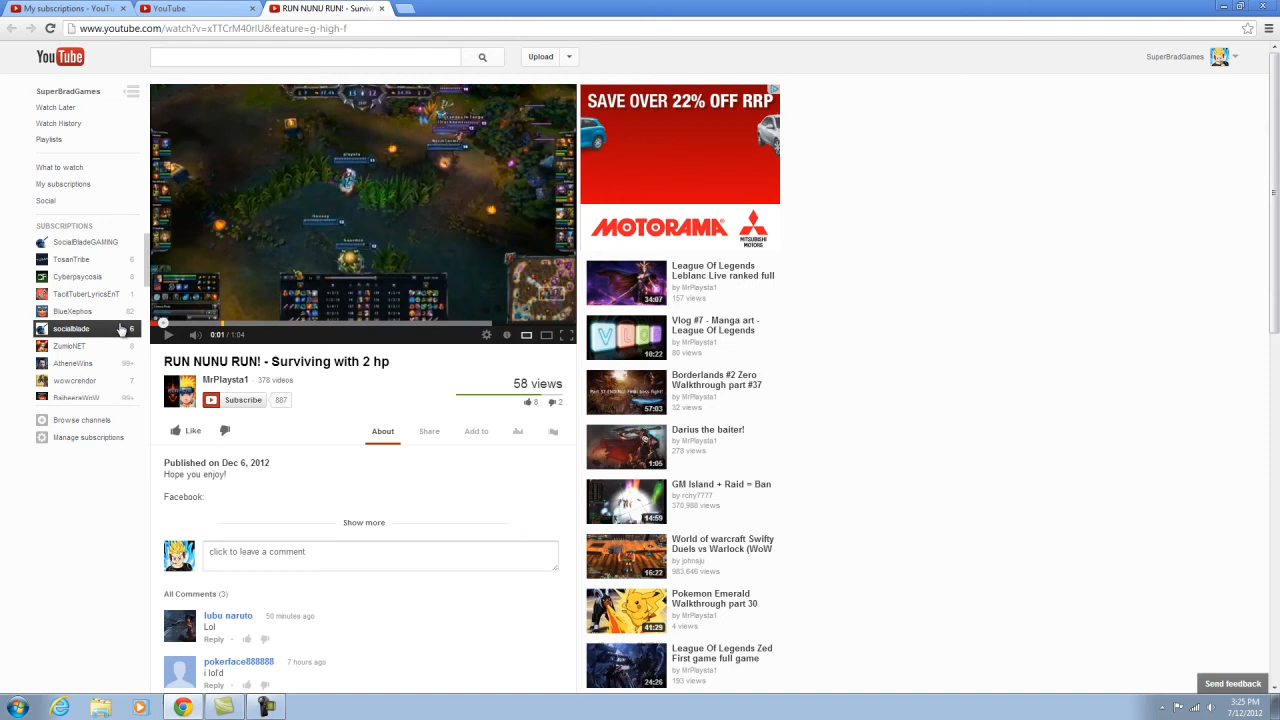 My subscriptions - YouTu
YouTube
RUN NUNU RUN! - Survivi
www.youtube.com/watch?v=xTTCrM40rIU&feature=g-high-f
YouTube
Upload
SuperBradGames
SuperBradGames
Watch Later
Watch History
Playlists
What to watch
My subscriptions
Social
SUBSCRIPTIONS
SocialBladeGAMING
TosanTribe 6
Cyberpsycosis 8
TacitTuberLyricsEnT 1
BlueXephos 82
socialblade 6
ZumioNET 8
AtheneWins 99+
wowcrendor 7
BajheeraWoW 99+
Browse channels
Manage subscriptions
0:01 / 1:04
RUN NUNU RUN! - Surviving with 2 hp
MrPlaysta1 · 378 videos
Subscribe 887
58 views
8 2
Like
About Share Add to
Published on Dec 6, 2012
Hope you enjoy!
Facebook:
Show more
click to leave a comment
All Comments (3)
lubu naruto 50 minutes ago
Lol
Reply ·
pokerface888888 7 hours ago
i lol'd
Reply ·
SAVE OVER 22% OFF RRP
MOTORAMA
MITSUBISHI MOTORS
League Of Legends
Leblanc Live ranked full
by MrPlaysta1
157 views
34:07
Vlog #7 - Manga art -
League Of Legends
by MrPlaysta1
80 views
10:22
Borderlands #2 Zero
Walkthrough part #37
by MrPlaysta1
32 views
57:03
Darius the baiter!
by MrPlaysta1
278 views
1:05
GM Island + Raid = Ban
by rchy7777
370,988 views
14:59
World of warcraft Swifty
Duels vs Warlock (WoW
by johnsju
983,646 views
16:22
Pokemon Emerald
Walkthrough part 30
by MrPlaysta1
4 views
41:29
League Of Legends Zed
First game full game
by MrPlaysta1
193 views
24:26
Send feedback
3:25 PM
7/12/2012